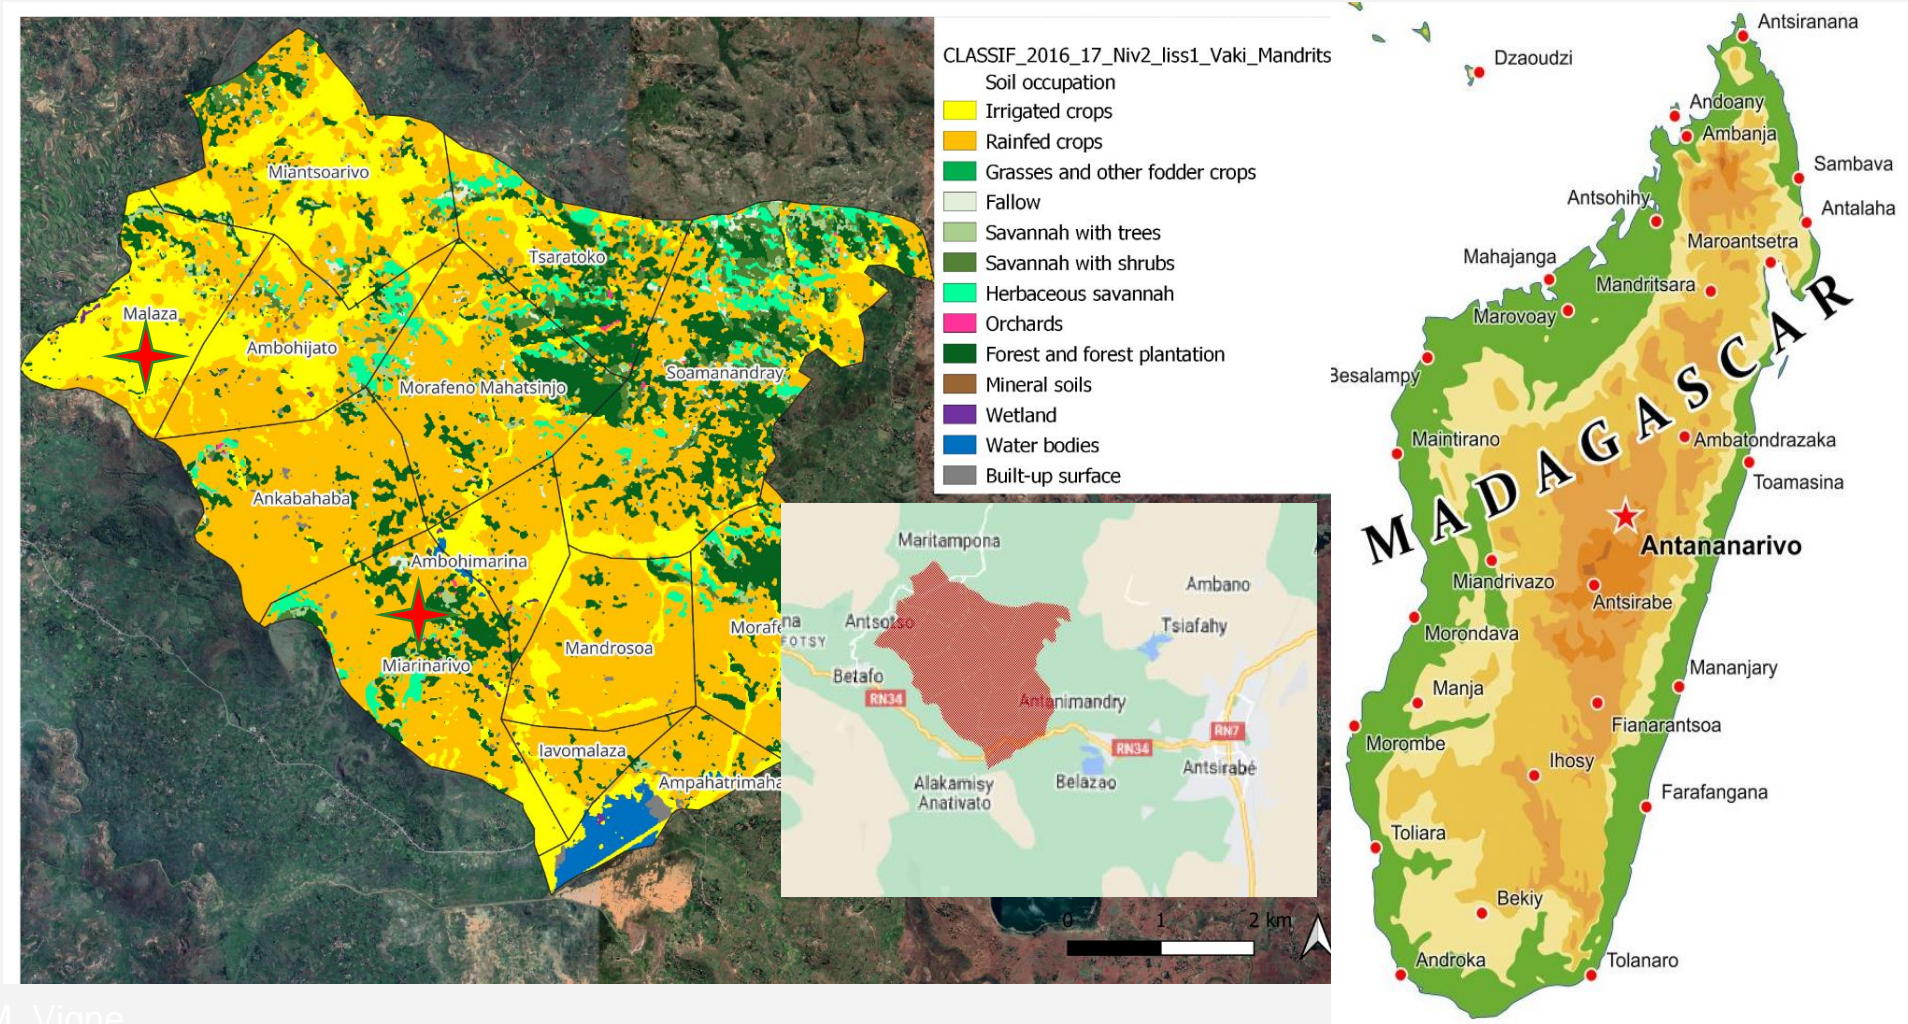 CLASSIF_2016_17_Niv2_liss1_Vaki_Mandrits
Soil occupation
Irrigated crops
Rainfed crops
Grasses and other fodder crops
Fallow
Savannah with trees
Savannah with shrubs
Herbaceous savannah
Orchards
Forest and forest plantation
Mineral soils
Wetland
Water bodies
Built-up surface
Miantsoarivo
Tsaratoko
Malaza
Ambohijato
Morafeno Mahatsinjo
Soamanandray
Ankabahaba
Ambohimarina
Miarinarivo
Mandrosoa
Morafe
Iavomalaza
Ampahatrimaha
Maritampona
Ambano
Antsotso
na
FOTSY
Tsiafahy
Betafo
RN34
Antanimandry
RN7
RN34
Antsirabé
Alakamisy
Anativato
Belazao
0 1 2 km
M. Vigne
Antsiranana
Dzaoudzi
Andoany
Ambanja
Sambava
Antsohihy
Antalaha
Maroantsetra
Mahajanga
Mandritsara
Marovoay
Besalampy
MADAGASCAR
Maintirano
Ambatondrazaka
Toamasina
Antananarivo
Miandrivazo
Antsirabe
Morondava
Mananjary
Manja
Fianarantsoa
Morombe
Ihosy
Farafangana
Toliara
Bekiy
Androka
Tolanaro